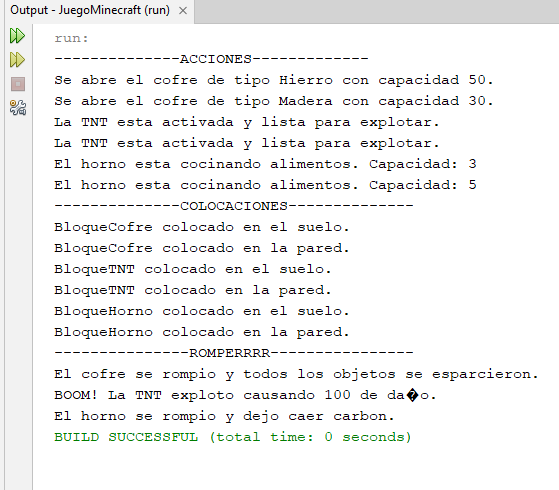 Output - JuegoMinecraft (run) ×
run:
--------------ACCIONES-------------
Se abre el cofre de tipo Hierro con capacidad 50.
Se abre el cofre de tipo Madera con capacidad 30.
La TNT esta activada y lista para explotar.
La TNT esta activada y lista para explotar.
El horno esta cocinando alimentos. Capacidad: 3
El horno esta cocinando alimentos. Capacidad: 5
--------------COLOCACIONES--------------
BloqueCofre colocado en el suelo.
BloqueCofre colocado en la pared.
BloqueTNT colocado en el suelo.
BloqueTNT colocado en la pared.
BloqueHorno colocado en el suelo.
BloqueHorno colocado en la pared.
---------------ROMPERRRR----------------
El cofre se rompio y todos los objetos se esparcieron.
BOOM! La TNT exploto causando 100 de da�o.
El horno se rompio y dejo caer carbon.
BUILD SUCCESSFUL (total time: 0 seconds)